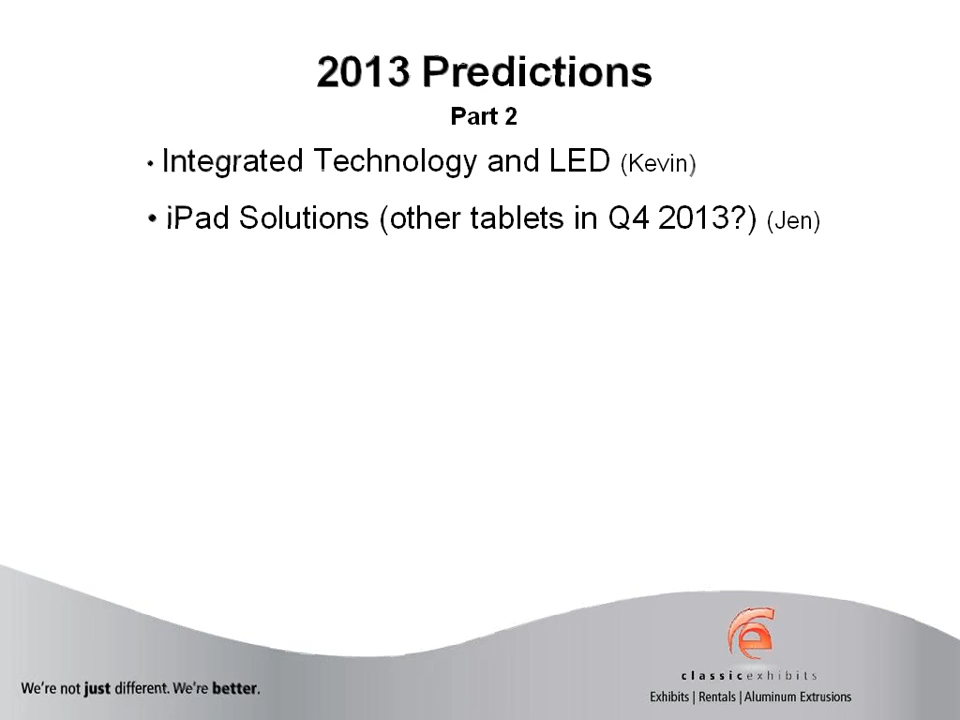 2013 Predictions
Part 2
• Integrated Technology and LED (Kevin)
• iPad Solutions (other tablets in Q4 2013?) (Jen)
We're not just different. We're better.
classicexhibits
Exhibits | Rentals | Aluminum Extrusions